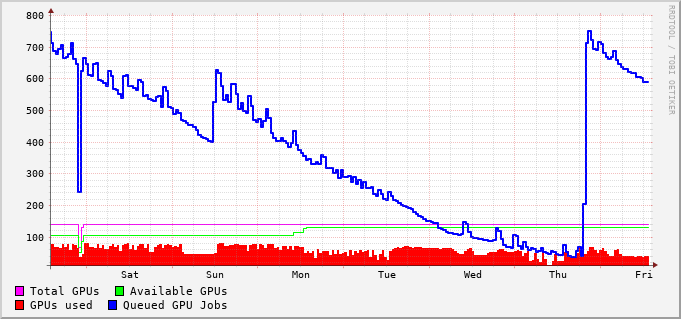 800
700
600
500
400
300
200
100
Sat Sun Mon Tue Wed Thu Fri
Total GPUs Available GPUs
GPUs used Queued GPU Jobs
RRDTOOL / TOBI OETIKER